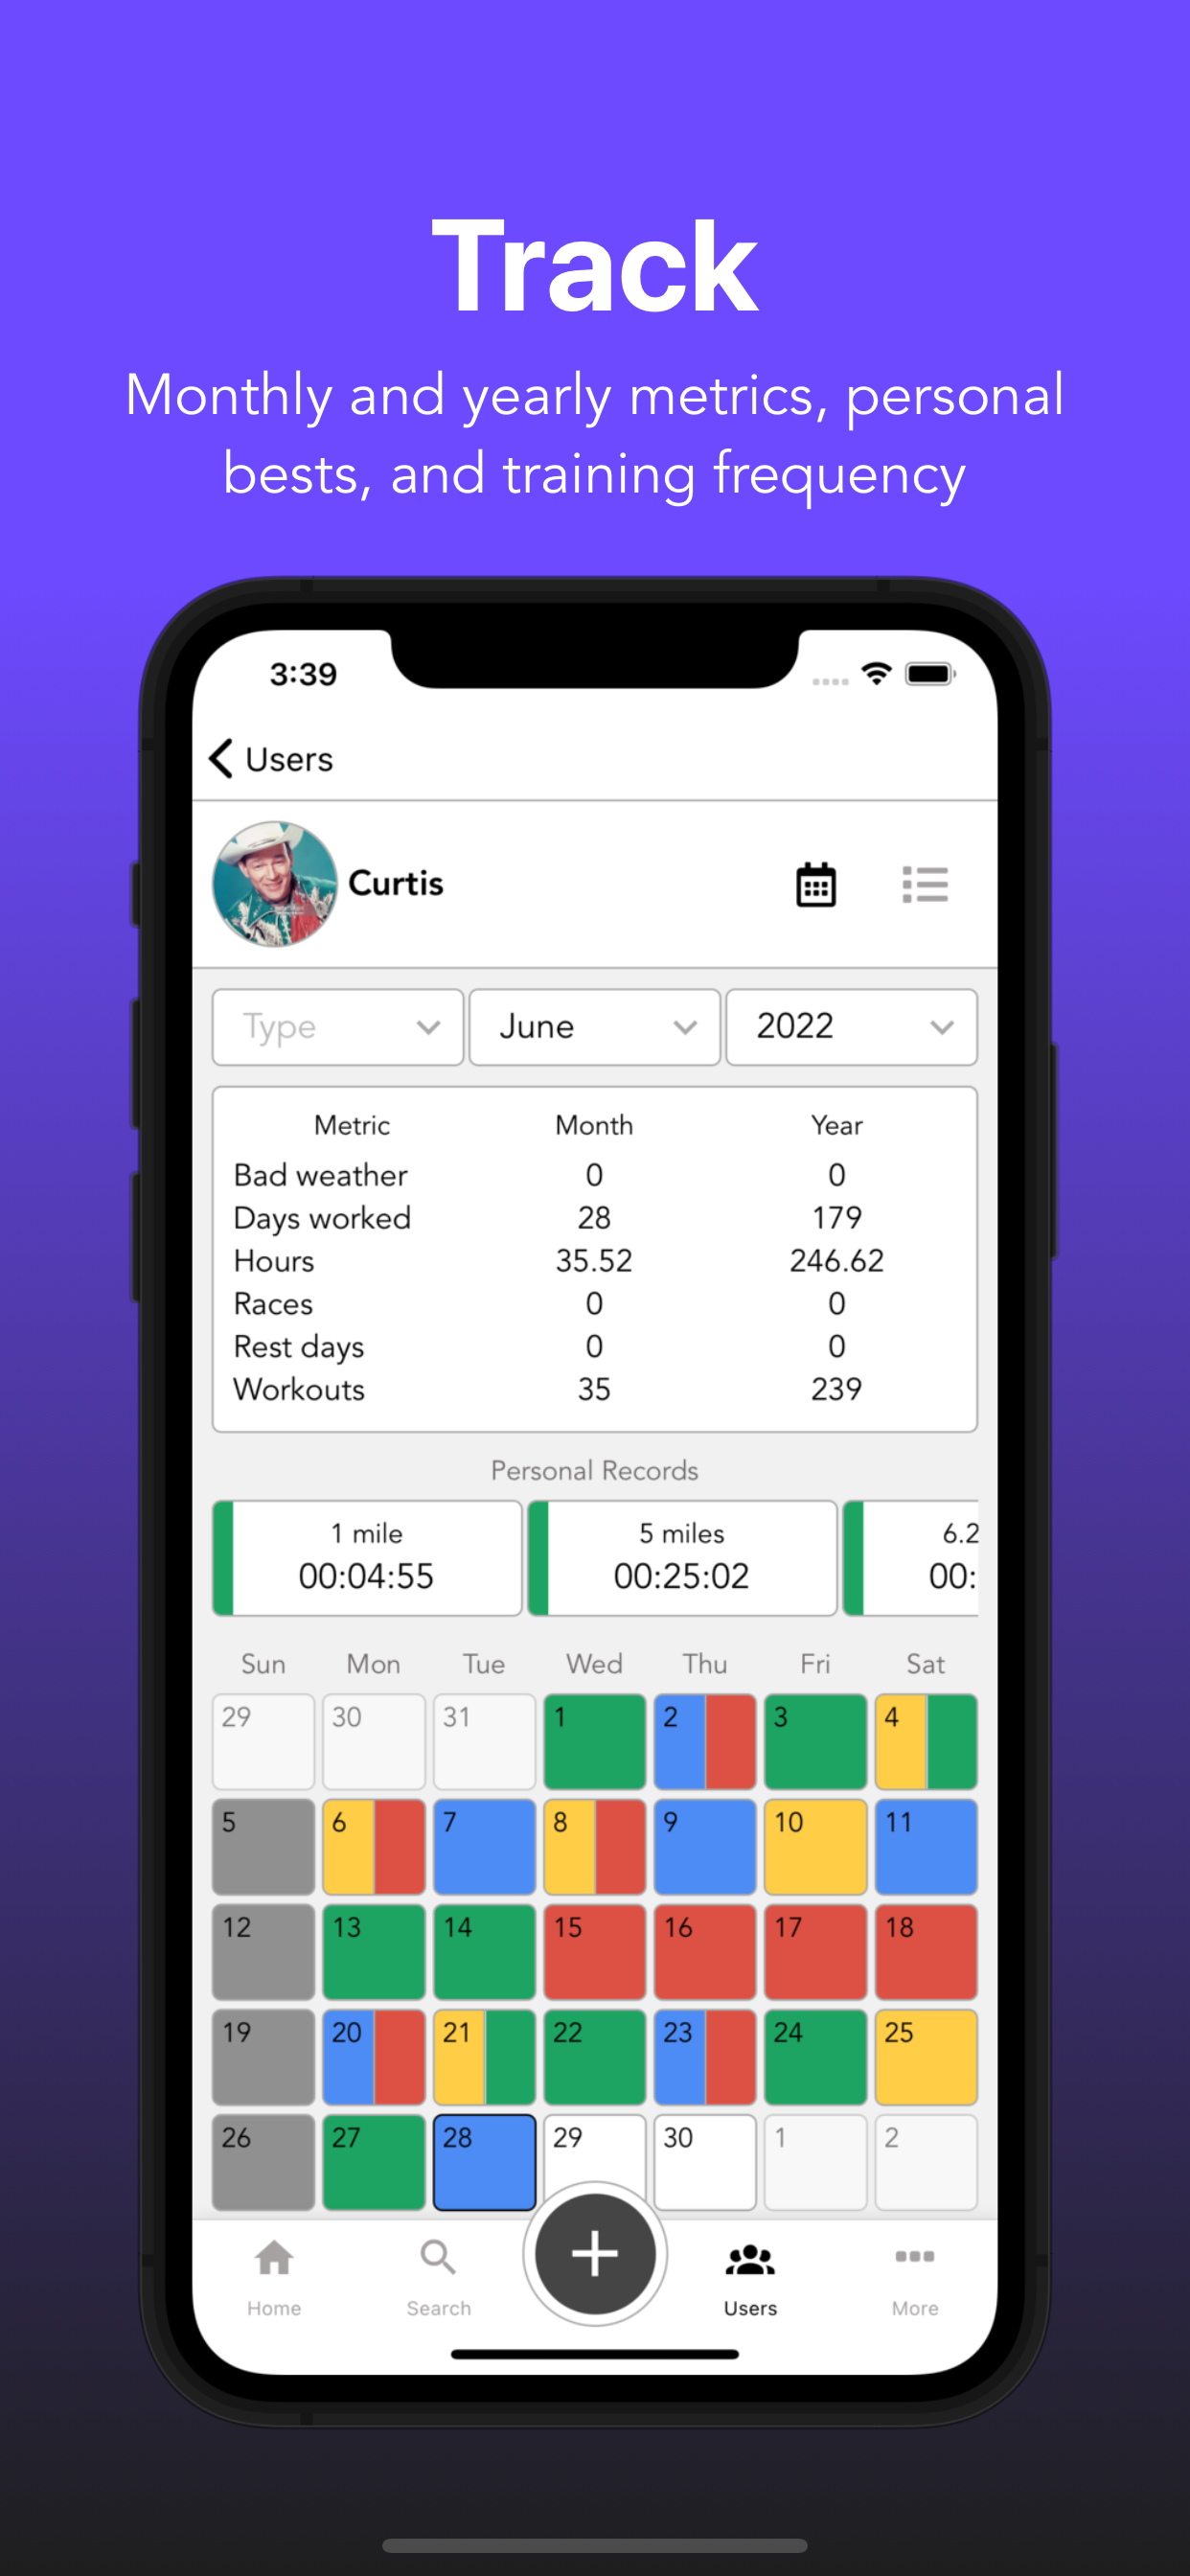 Track
Monthly and yearly metrics, personal
bests, and training frequency
3:39
Users
Curtis
Type June 2022
Metric Month Year
Bad weather 0 0
Days worked 28 179
Hours 35.52 246.62
Races 0 0
Rest days 0 0
Workouts 35 239
Personal Records
1 mile 5 miles 6.2
00:04:55 00:25:02 00:
Sun Mon Tue Wed Thu Fri Sat
29 30 31 1 2 3 4
5 6 7 8 9 10 11
12 13 14 15 16 17 18
19 20 21 22 23 24 25
26 27 28 29 30 1 2
Home Search Users More